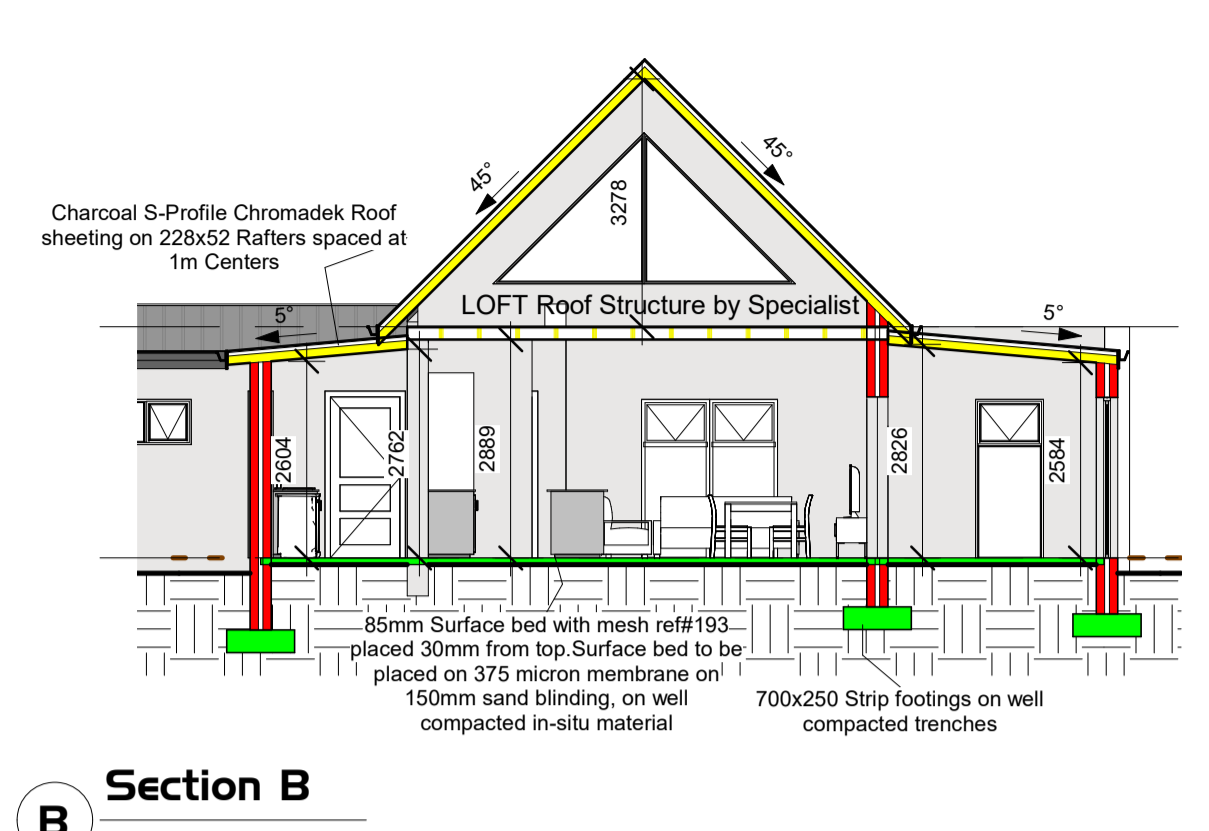 45°
45°
3278
Charcoal S-Profile Chromadek Roof
sheeting on 228x52 Rafters spaced at
1m Centers
LOFT Roof Structure by Specialist
5°
5°
2604
2762
2889
2826
2584
85mm Surface bed with mesh ref#193
placed 30mm from top.Surface bed to be
placed on 375 micron membrane on
150mm sand blinding, on well
compacted in-situ material
700x250 Strip footings on well
compacted trenches
Section B
B